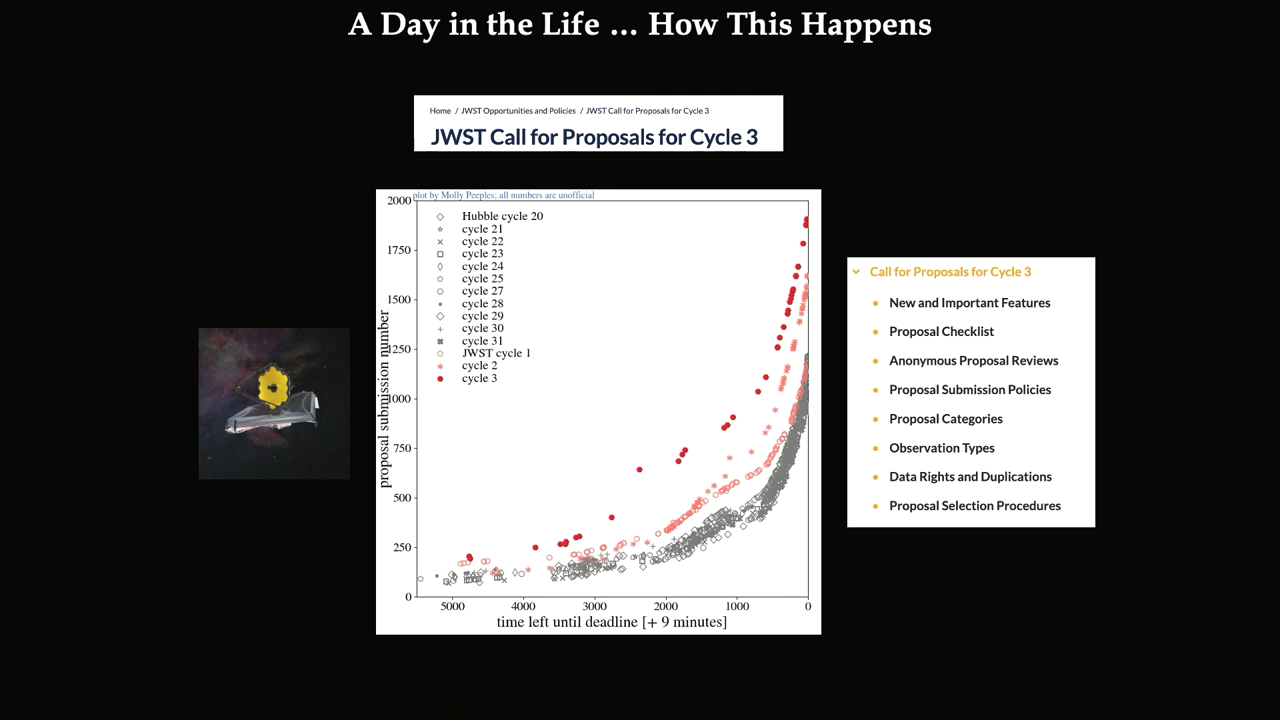 A Day in the Life ... How This Happens
Home / JWST Opportunities and Policies / JWST Call for Proposals for Cycle 3
JWST Call for Proposals for Cycle 3
plot by Molly Peeples; all numbers are unofficial
proposal submission number
2000
1750
1500
1250
1000
750
500
250
0
Hubble cycle 20
cycle 21
cycle 22
cycle 23
cycle 24
cycle 25
cycle 27
cycle 28
cycle 29
cycle 30
cycle 31
JWST cycle 1
cycle 2
cycle 3
5000 4000 3000 2000 1000 0
time left until deadline [+ 9 minutes]
Call for Proposals for Cycle 3
New and Important Features
Proposal Checklist
Anonymous Proposal Reviews
Proposal Submission Policies
Proposal Categories
Observation Types
Data Rights and Duplications
Proposal Selection Procedures